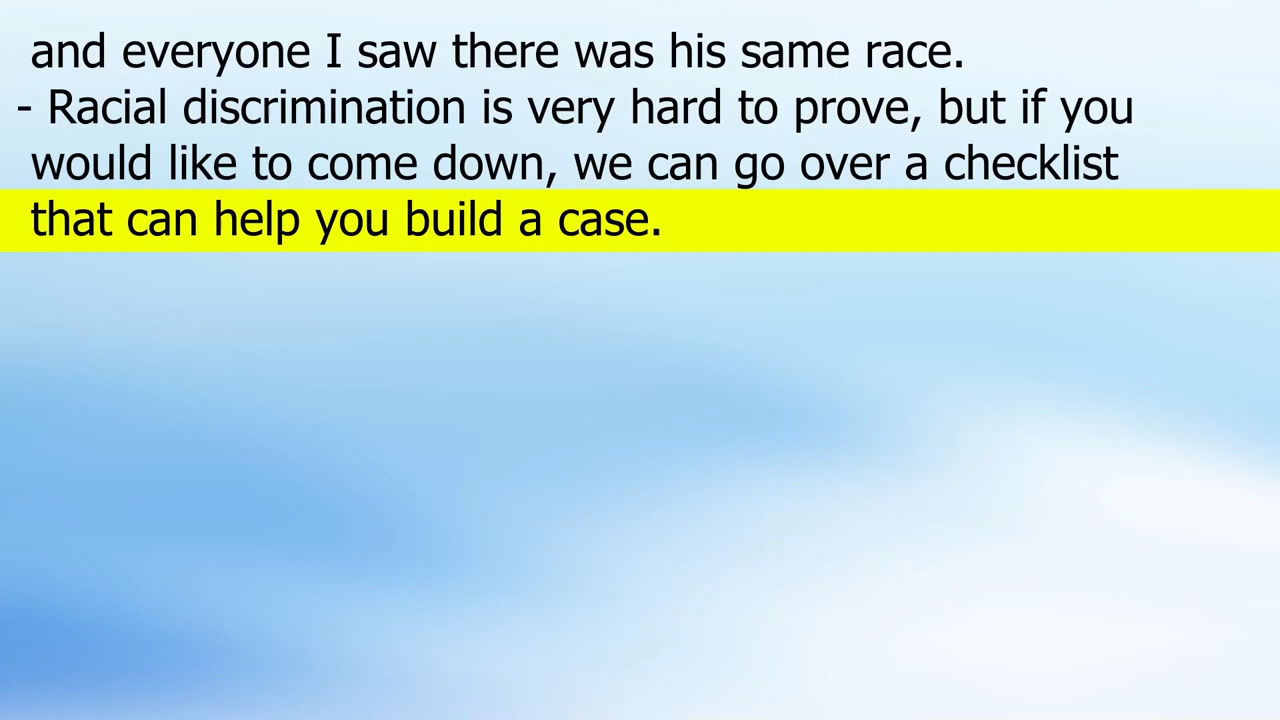 and everyone I saw there was his same race.
- Racial discrimination is very hard to prove, but if you
would like to come down, we can go over a checklist
that can help you build a case.